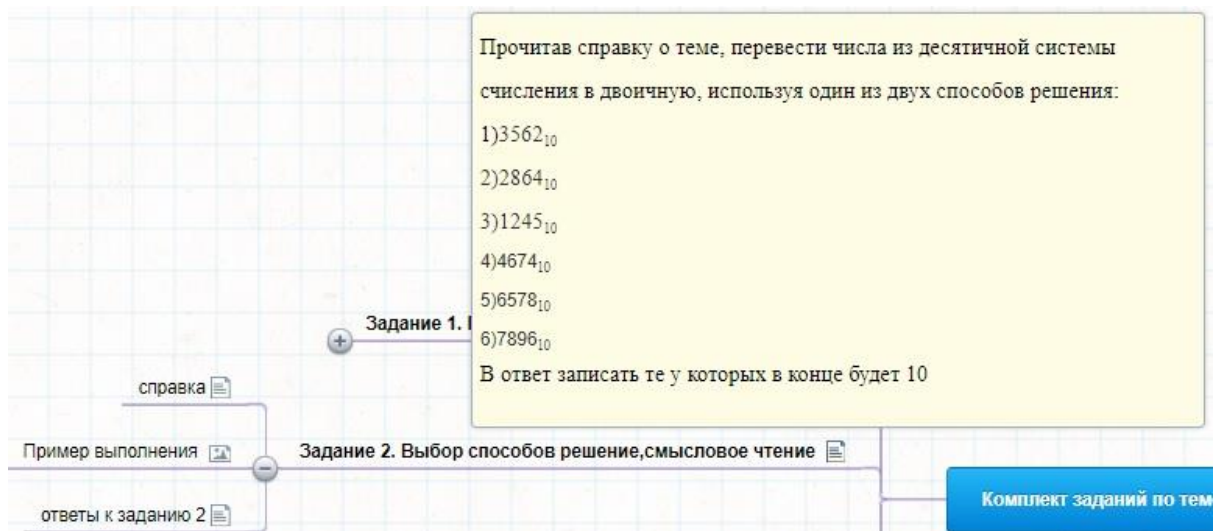 Прочитав справку о теме, перевести числа из десятичной системы
счисления в двоичную, используя один из двух способов решения:
1)3562₁₀
2)2864₁₀
3)1245₁₀
4)4674₁₀
5)6578₁₀
6)7896₁₀
В ответ записать те у которых в конце будет 10
Задание 1.
справка
Пример выполнения
Задание 2. Выбор способов решение,смысловое чтение
ответы к заданию 2
Комплект заданий по